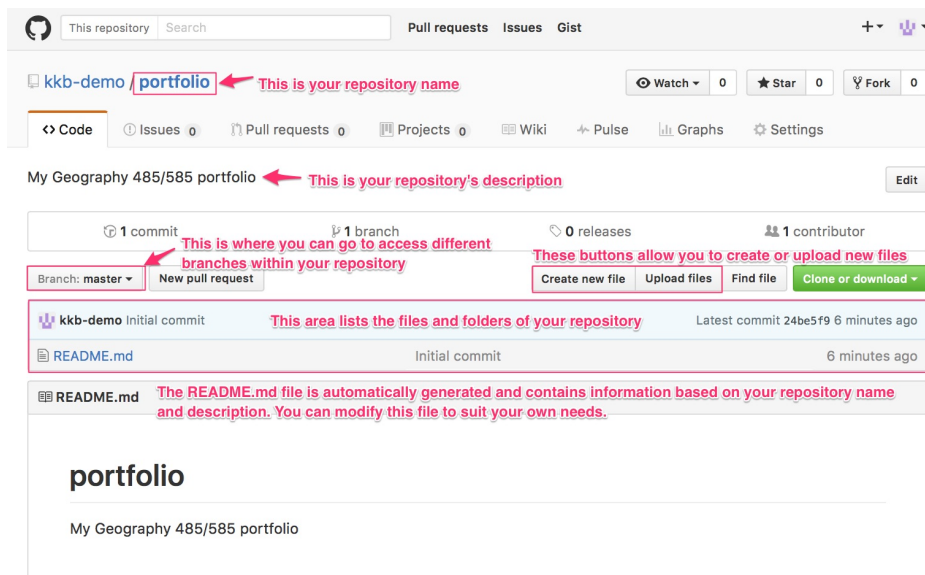 This repository Search Pull requests Issues Gist
kkb-demo / portfolio This is your repository name Watch 0 Star 0 Fork 0
Code Issues 0 Pull requests 0 Projects 0 Wiki Pulse Graphs Settings
My Geography 485/585 portfolio This is your repository's description Edit
1 commit 1 branch 0 releases 1 contributor
This is where you can go to access different
branches within your repository
These buttons allow you to create or upload new files
Branch: master New pull request Create new file Upload files Find file Clone or download
kkb-demo Initial commit This area lists the files and folders of your repository Latest commit 24be5f9 6 minutes ago
README.md Initial commit 6 minutes ago
README.md The README.md file is automatically generated and contains information based on your repository name
and description. You can modify this file to suit your own needs.
portfolio
My Geography 485/585 portfolio